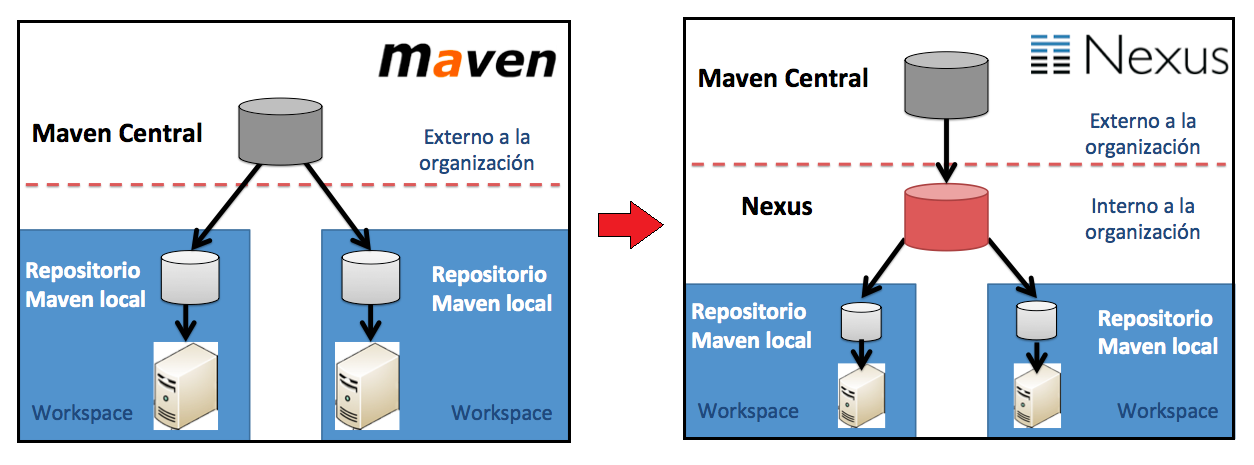 maven
Maven Central
Externo a la
organización
Repositorio
Maven local
Repositorio
Maven local
Workspace
Workspace
Nexus
Maven Central
Externo a la
organización
Nexus
Interno a la
organización
Repositorio
Maven local
Repositorio
Maven local
Workspace
Workspace